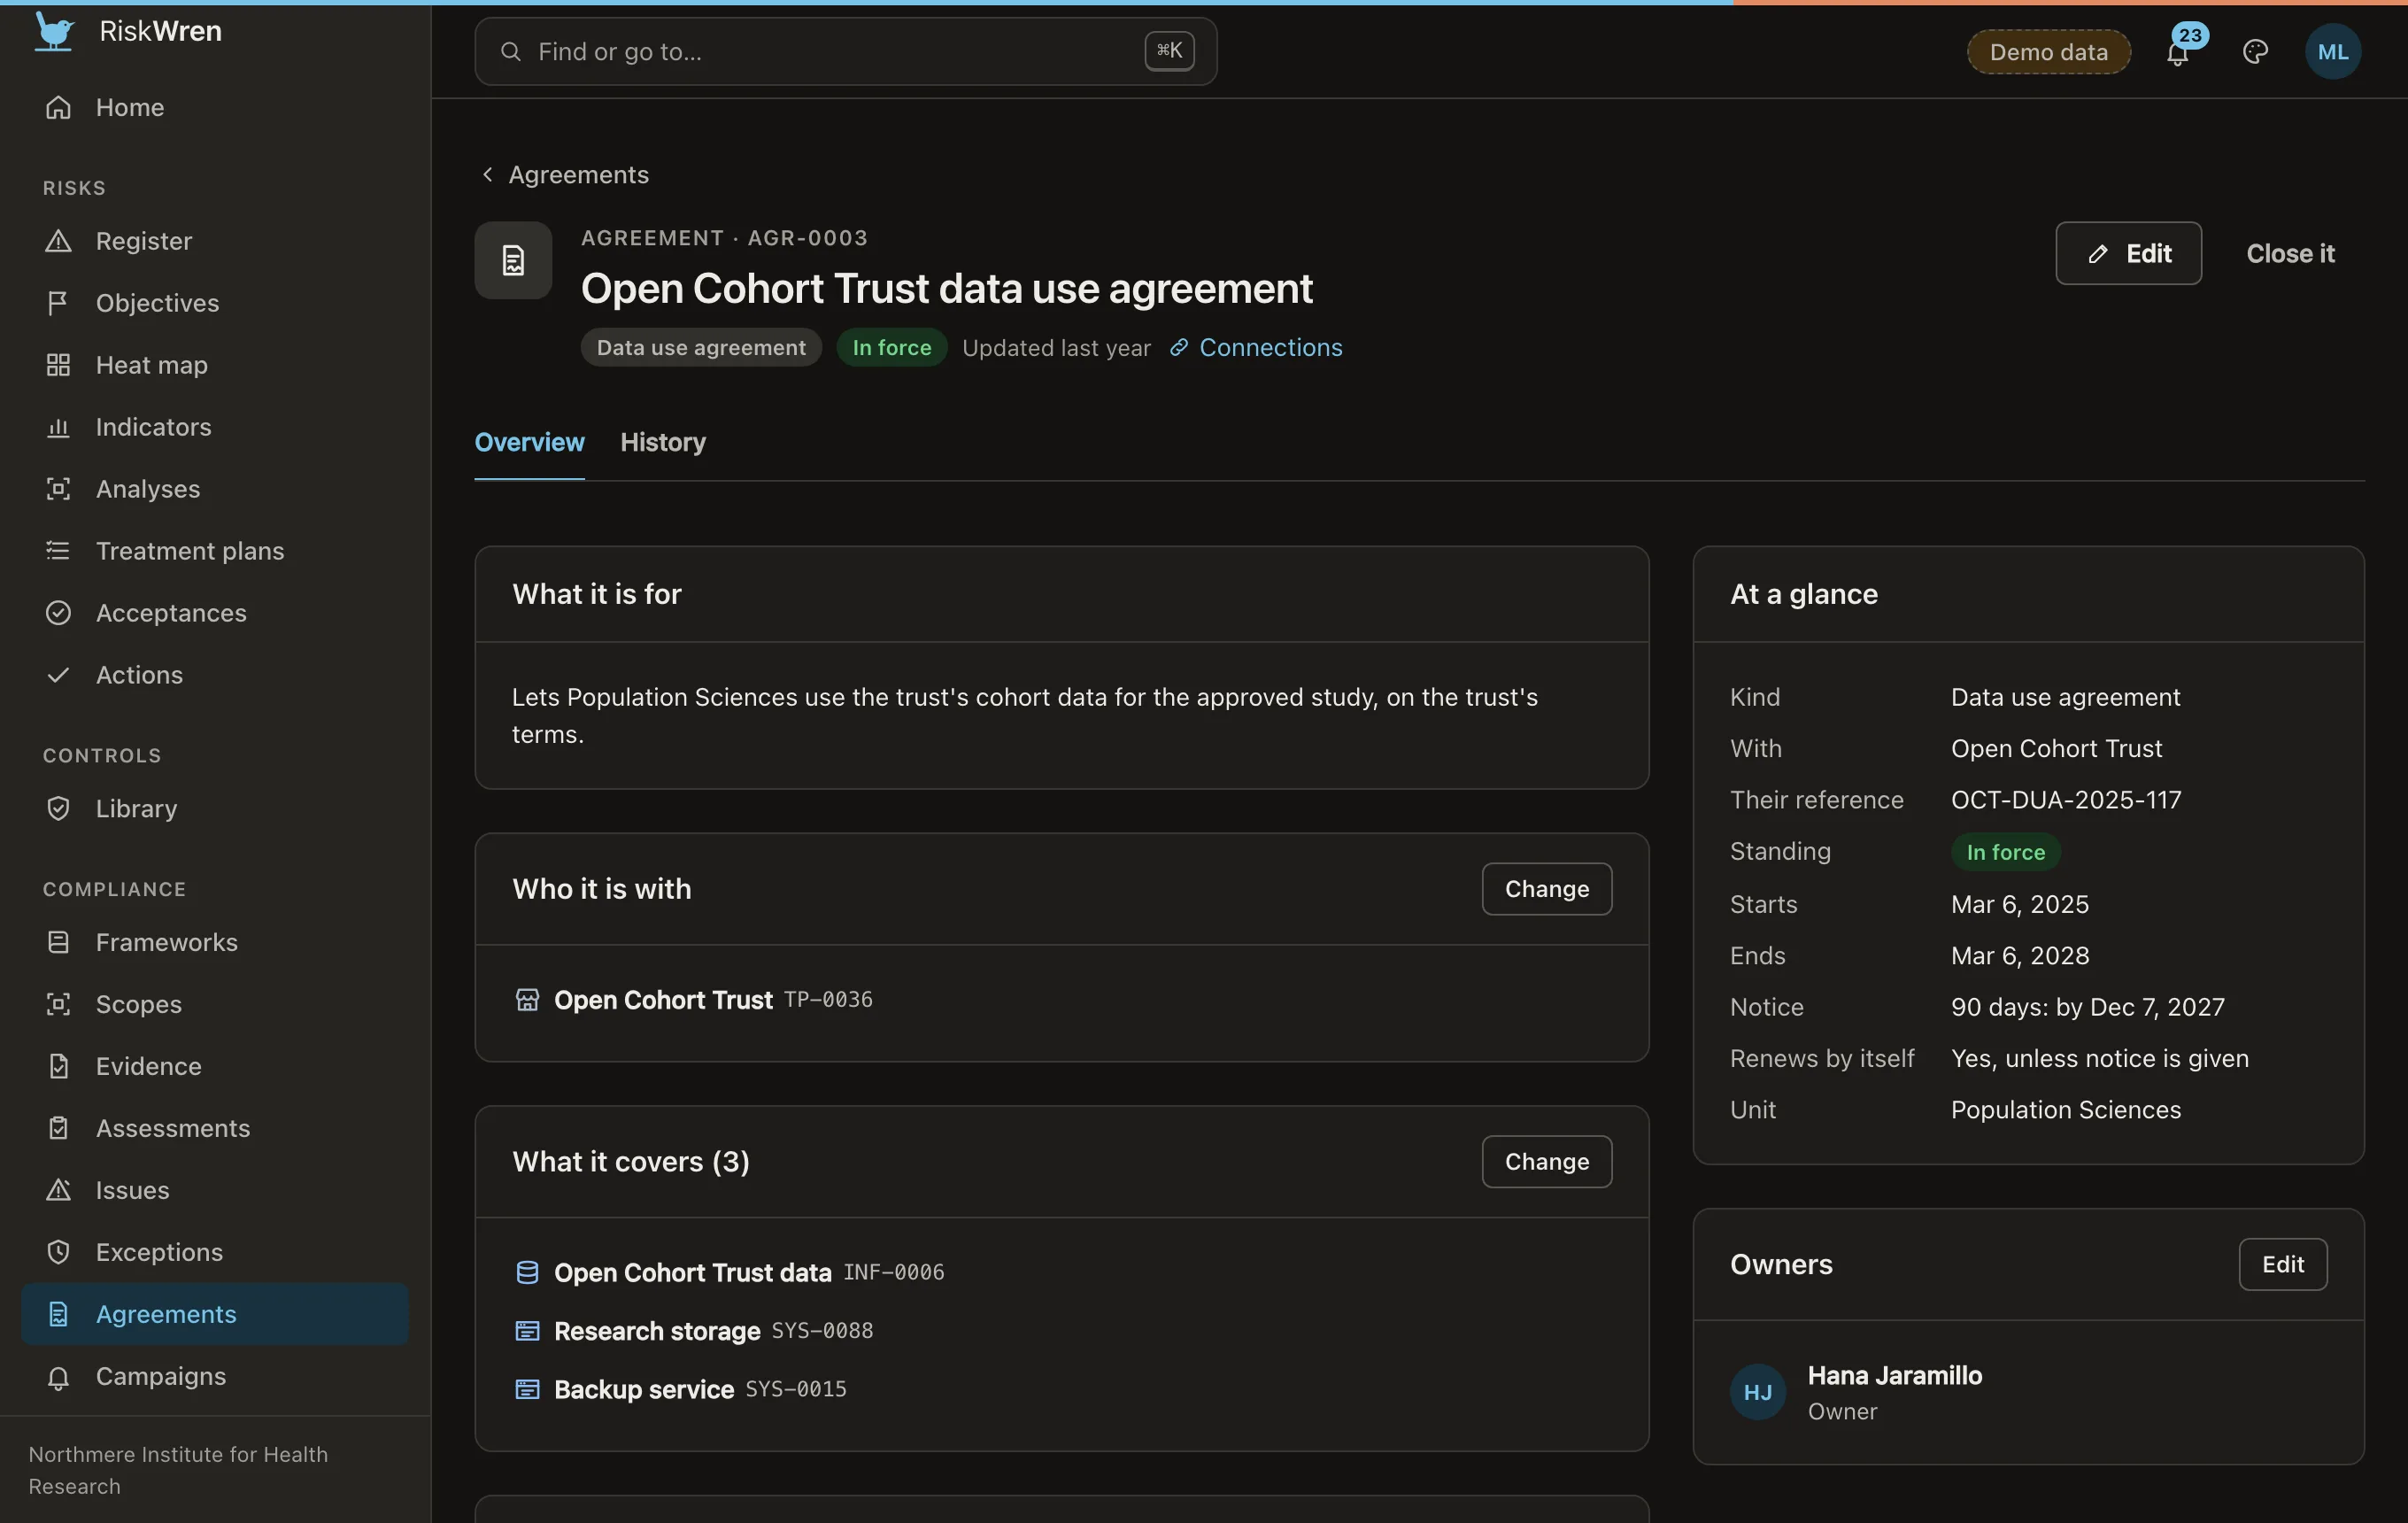 RiskWren
Find or go to...
⌘K
Demo data
23
ML
Home
RISKS
Register
Objectives
Heat map
Indicators
Analyses
Treatment plans
Acceptances
Actions
CONTROLS
Library
COMPLIANCE
Frameworks
Scopes
Evidence
Assessments
Issues
Exceptions
Agreements
Campaigns
Northmere Institute for Health
Research
Agreements
AGREEMENT · AGR-0003
Open Cohort Trust data use agreement
Data use agreement In force Updated last year Connections
Edit
Close it
Overview
History
What it is for
Lets Population Sciences use the trust's cohort data for the approved study, on the trust's
terms.
Who it is with
Change
Open Cohort Trust TP-0036
What it covers (3)
Change
Open Cohort Trust data INF-0006
Research storage SYS-0088
Backup service SYS-0015
At a glance
Kind Data use agreement
With Open Cohort Trust
Their reference OCT-DUA-2025-117
Standing In force
Starts Mar 6, 2025
Ends Mar 6, 2028
Notice 90 days: by Dec 7, 2027
Renews by itself Yes, unless notice is given
Unit Population Sciences
Owners
Edit
HJ
Hana Jaramillo
Owner